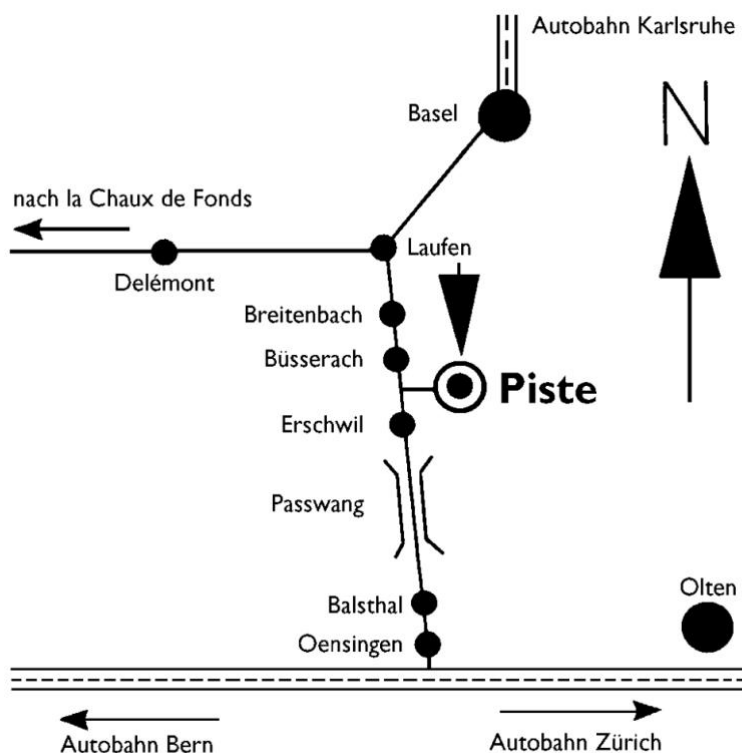 Autobahn Karlsruhe
Basel
N
nach la Chaux de Fonds
Laufen
Delémont
Breitenbach
Büsserach
Piste
Erschwil
Passwang
Olten
Balsthal
Oensingen
Autobahn Bern
Autobahn Zürich